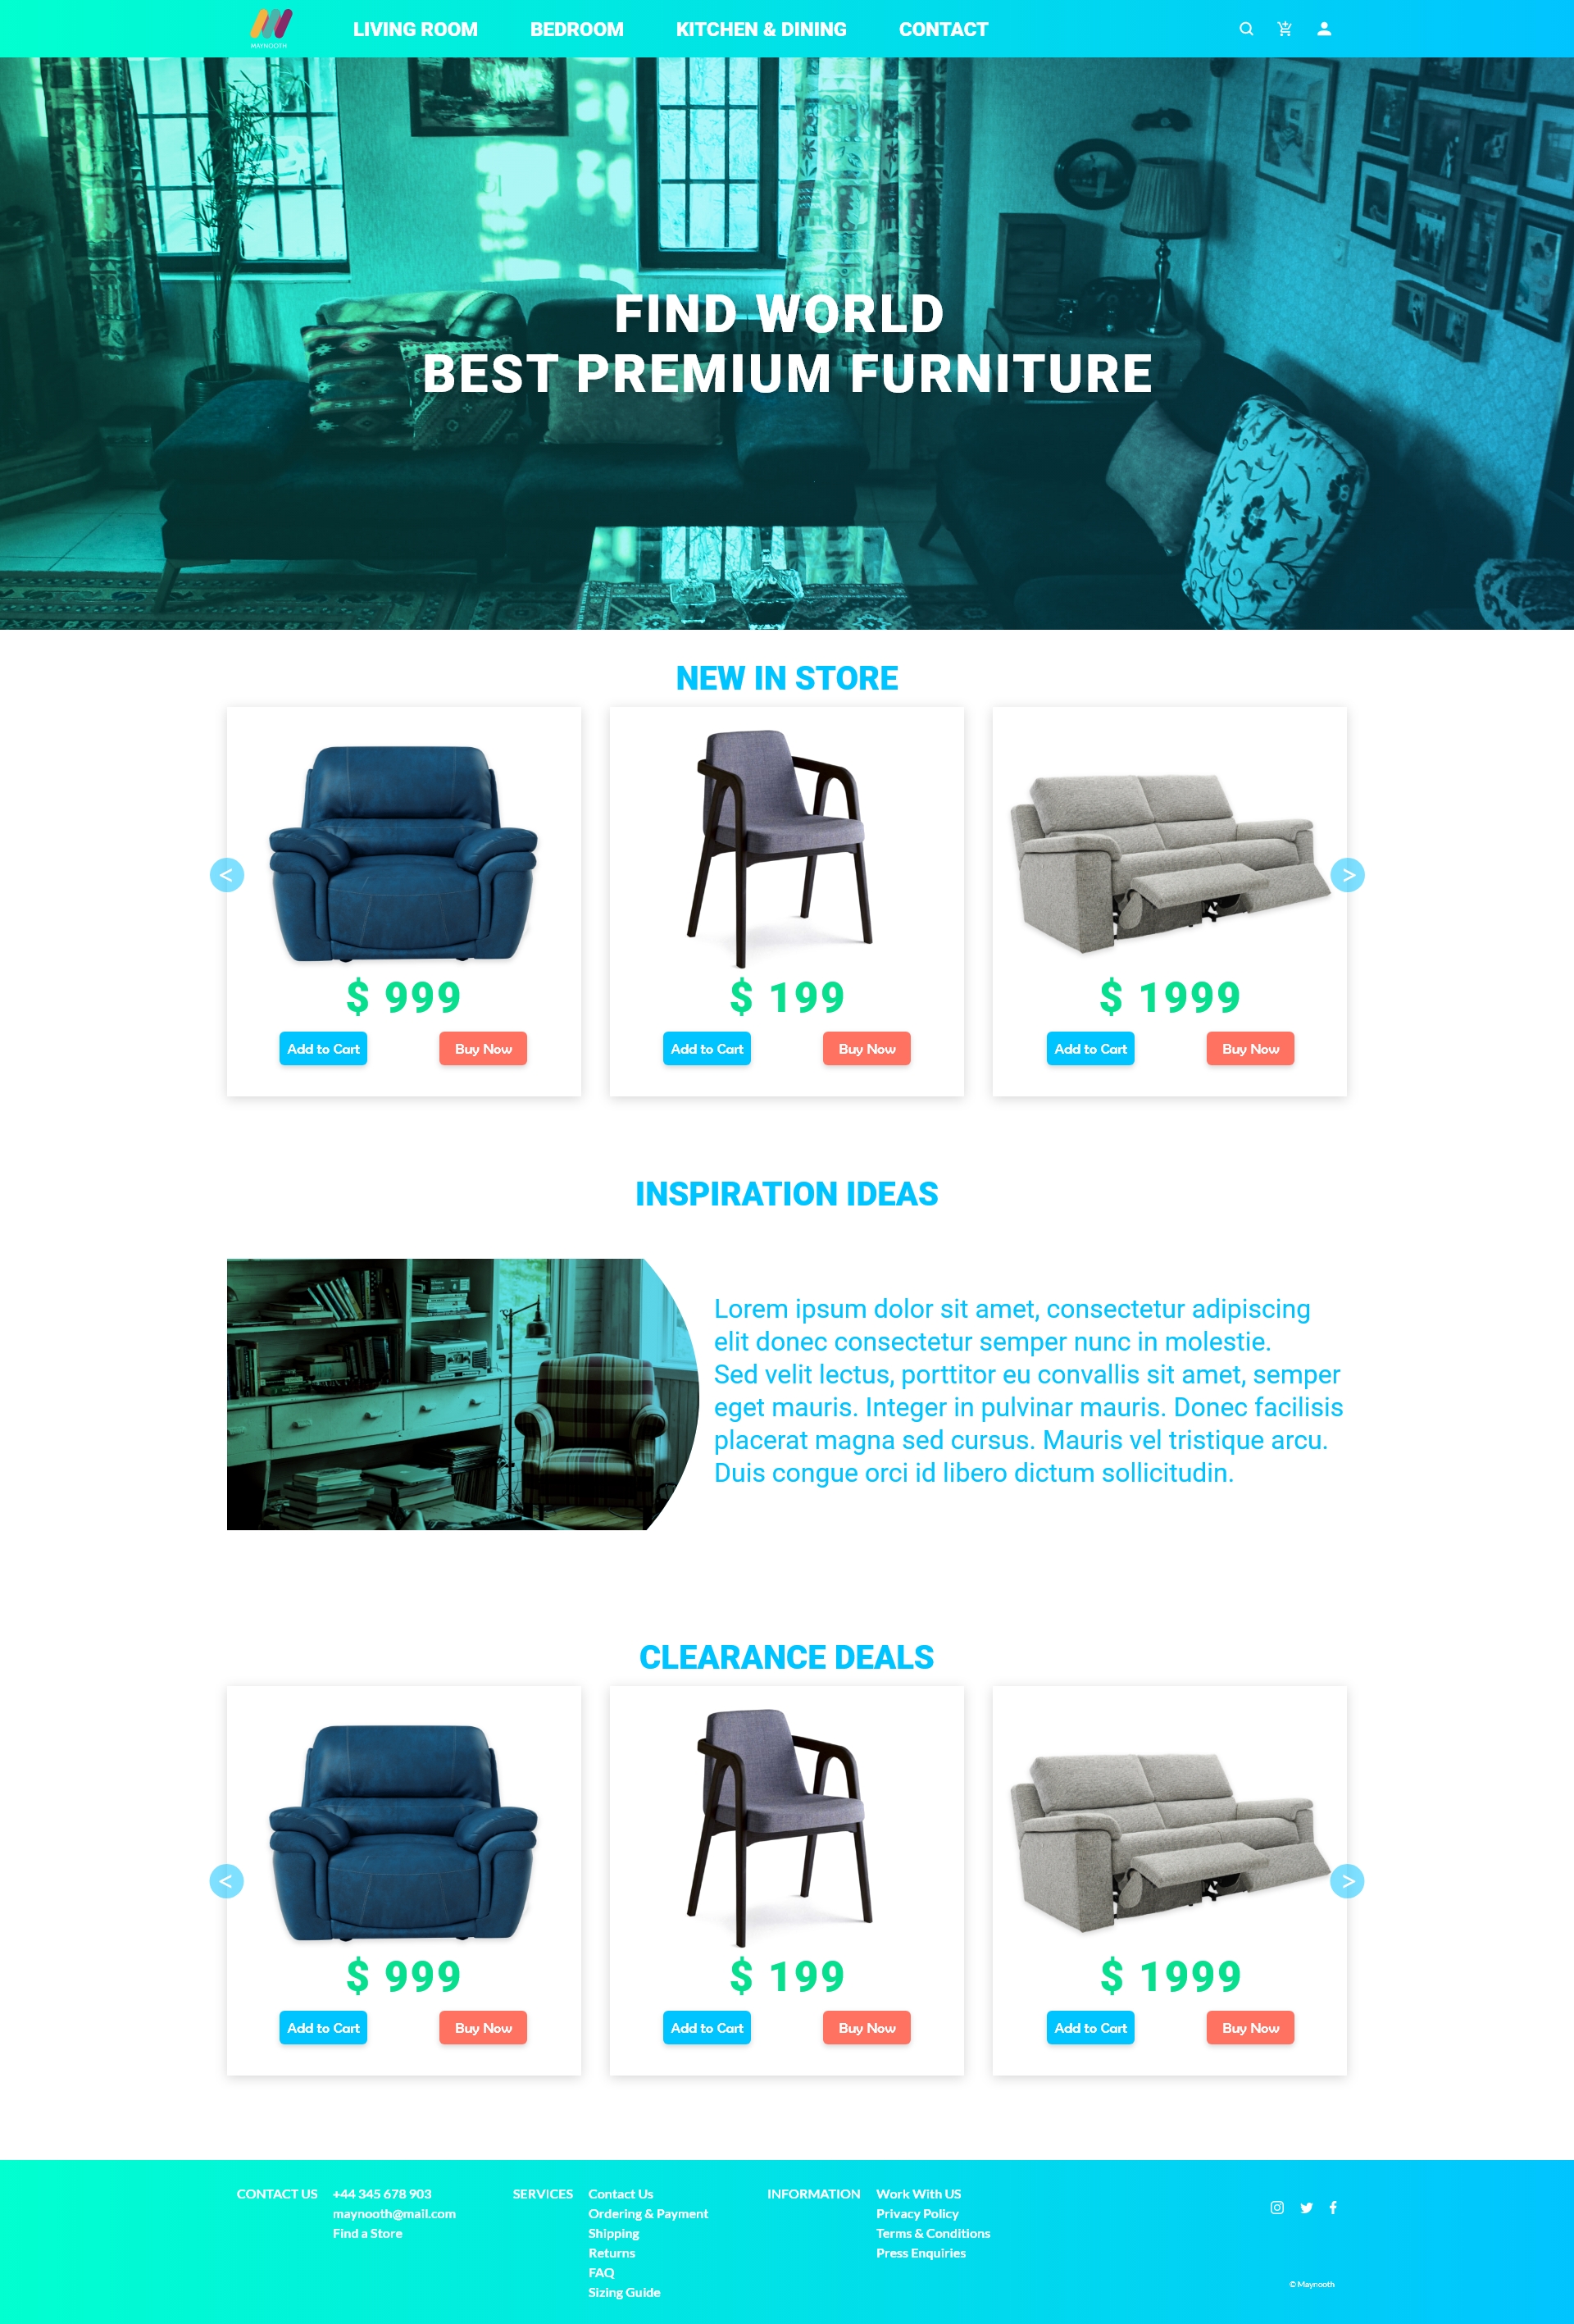 MAYNOOTH
LIVING ROOM
BEDROOM
KITCHEN & DINING
CONTACT
FIND WORLD
BEST PREMIUM FURNITURE
NEW IN STORE
<
>
$ 999
$ 199
$ 1999
Add to Cart
Buy Now
Add to Cart
Buy Now
Add to Cart
Buy Now
INSPIRATION IDEAS
Lorem ipsum dolor sit amet, consectetur adipiscing
elit donec consectetur semper nunc in molestie.
Sed velit lectus, porttitor eu convallis sit amet, semper
eget mauris. Integer in pulvinar mauris. Donec facilisis
placerat magna sed cursus. Mauris vel tristique arcu.
Duis congue orci id libero dictum sollicitudin.
CLEARANCE DEALS
<
>
$ 999
$ 199
$ 1999
Add to Cart
Buy Now
Add to Cart
Buy Now
Add to Cart
Buy Now
CONTACT US
+44 345 678 903
maynooth@mail.com
Find a Store
SERVICES
Contact Us
Ordering & Payment
Shipping
Returns
FAQ
Sizing Guide
INFORMATION
Work With US
Privacy Policy
Terms & Conditions
Press Enquiries
© Maynooth